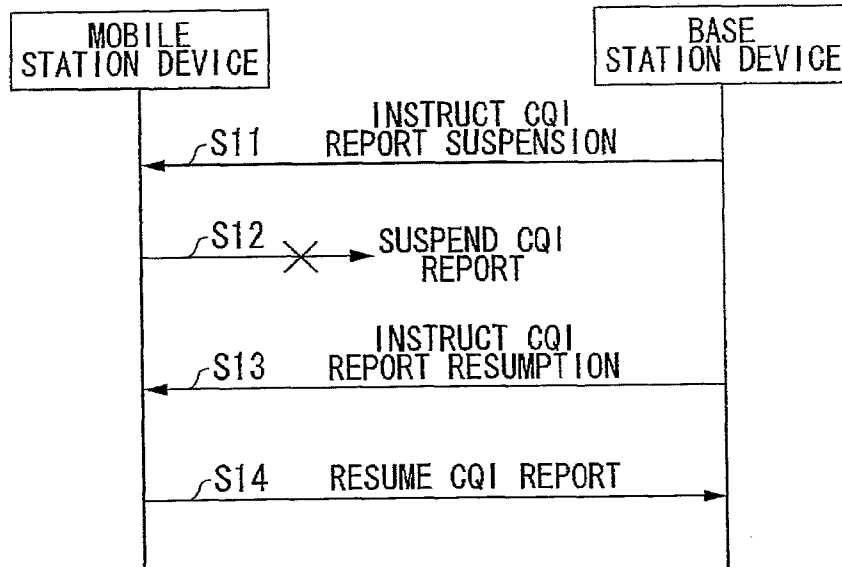 MOBILE
STATION DEVICE
BASE
STATION DEVICE
INSTRUCT CQI
S11 REPORT SUSPENSION
S12 SUSPEND CQI
REPORT
INSTRUCT CQI
S13 REPORT RESUMPTION
S14 RESUME CQI REPORT